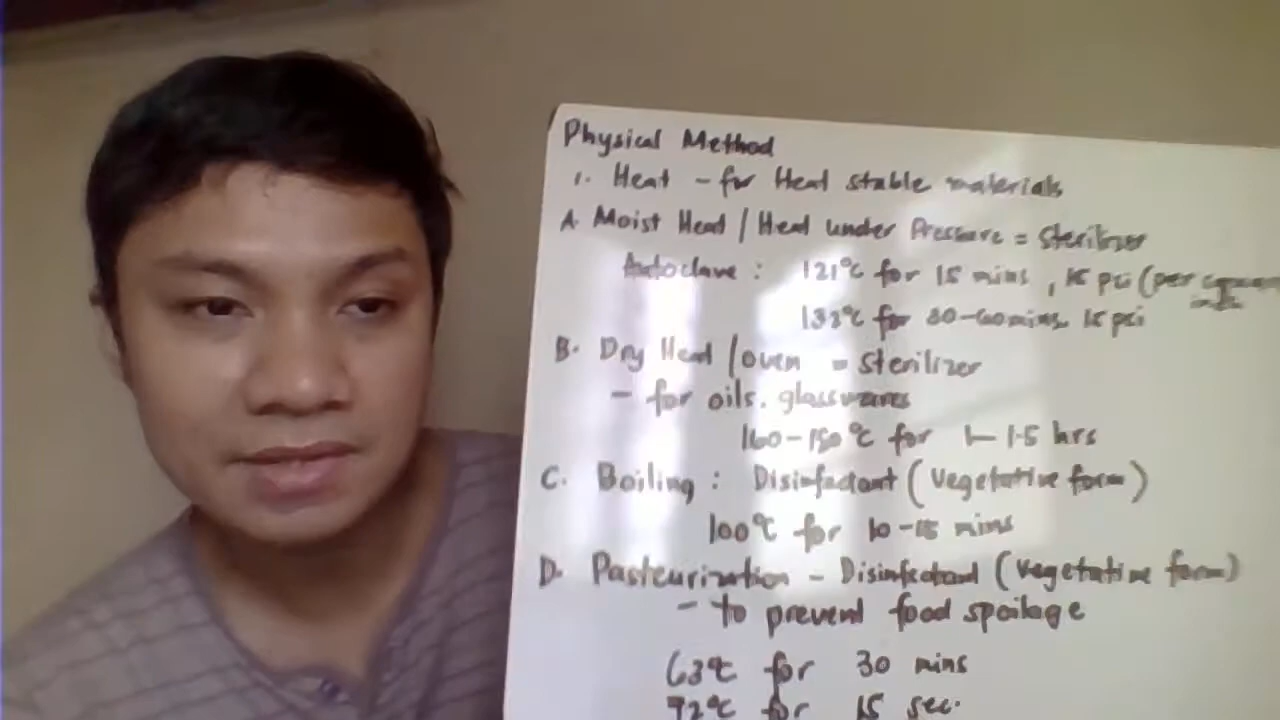 Physical Method
1. Heat - for Heat stable materials
A. Moist Heat / Heat under Pressure = sterilizer
Autoclave : 121°C for 15 mins, 15 psi (per square inch
132°C for 30-60 mins. 15 psi
B. Dry Heat / oven = sterilizer
- for oils. glasswares
160-180°C for 1-1.5 hrs
C. Boiling : Disinfectant (vegetative form)
100°C for 10-15 mins
D. Pasteurization - Disinfectant (vegetative form)
- to prevent food spoilage
63°C for 30 mins
72°C for 15 sec.